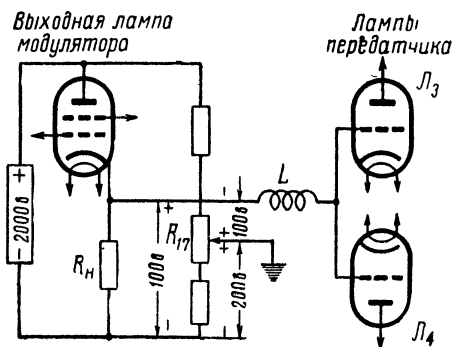 Выходная лампа
модулятора
Лампы
передатчика
Л₃
+
2000в
-
Rн
+
100в
-
R₁₇
-
100в
+
+
200в
-
L
Л₄